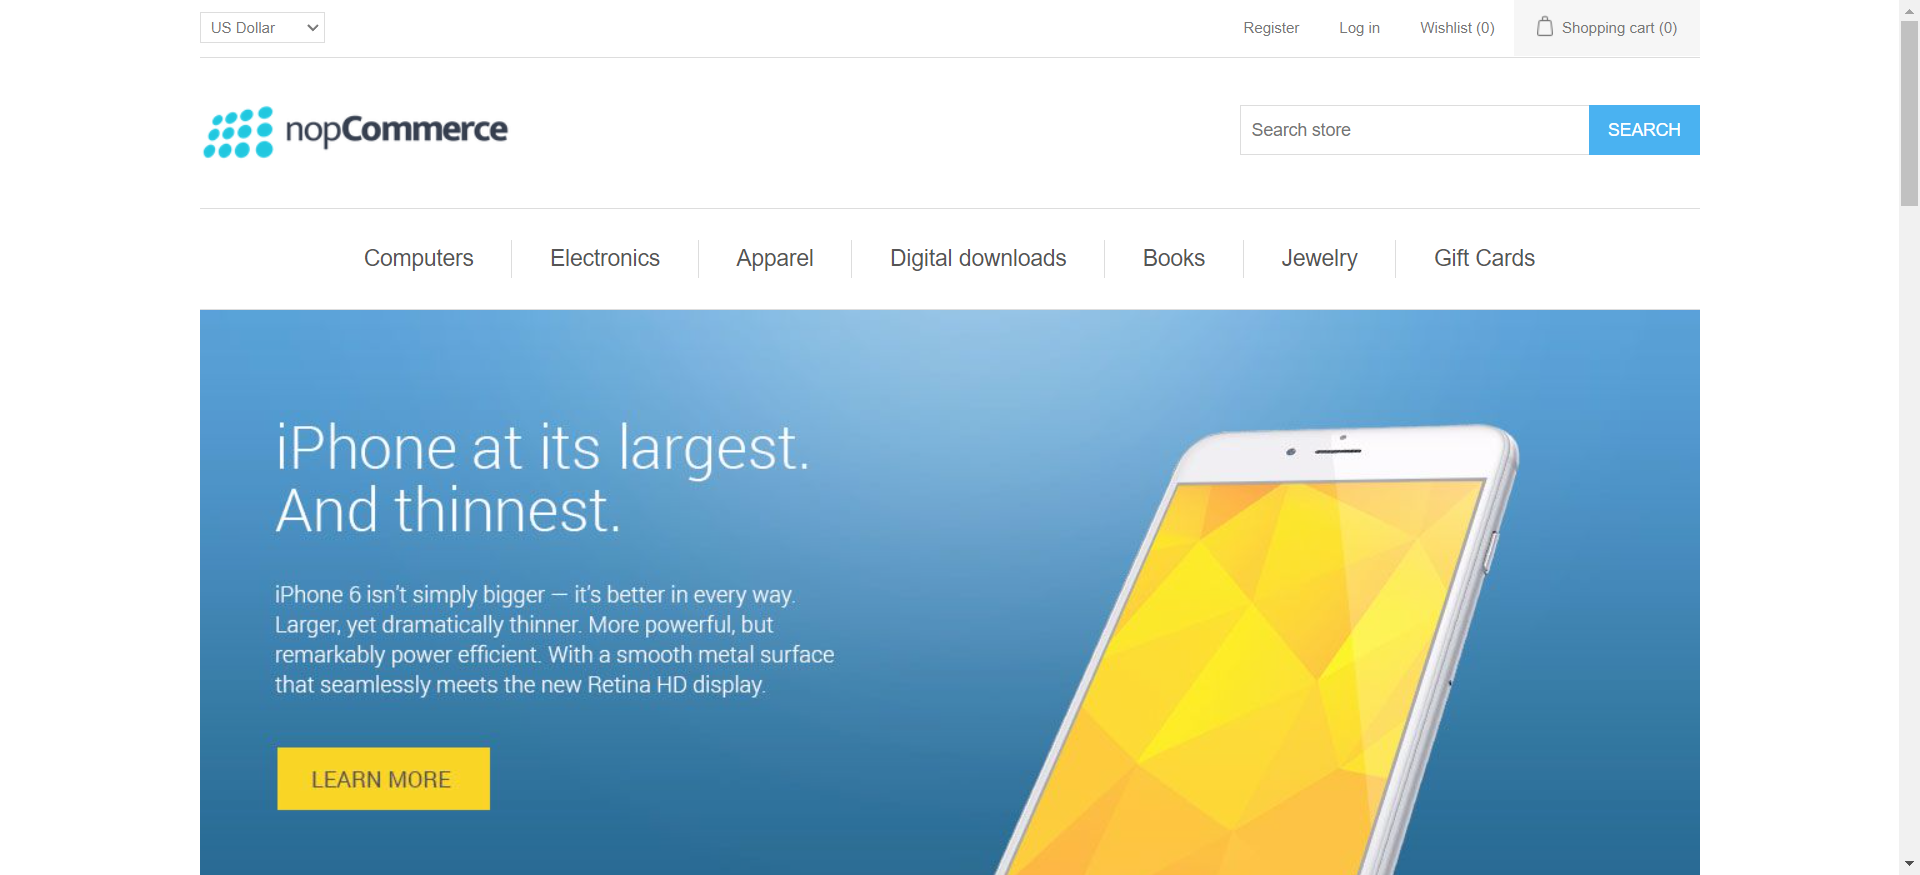 US Dollar
Register
Log in
Wishlist (0)
Shopping cart (0)
nopCommerce
Search store
SEARCH
Computers
Electronics
Apparel
Digital downloads
Books
Jewelry
Gift Cards
iPhone at its largest.
And thinnest.
iPhone 6 isn't simply bigger — it's better in every way.
Larger, yet dramatically thinner. More powerful, but
remarkably power efficient. With a smooth metal surface
that seamlessly meets the new Retina HD display.
LEARN MORE